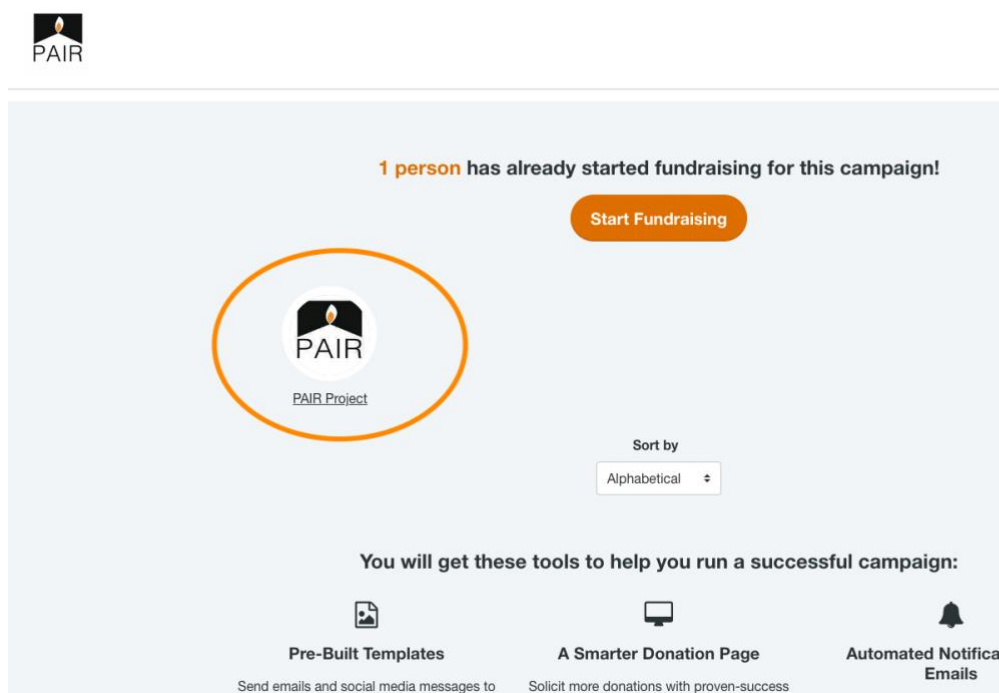 PAIR
1 person has already started fundraising for this campaign!
Start Fundraising
PAIR
PAIR Project
Sort by
Alphabetical
You will get these tools to help you run a successful campaign:
Pre-Built Templates
Send emails and social media messages to
A Smarter Donation Page
Solicit more donations with proven-success
Automated Notifica
Emails